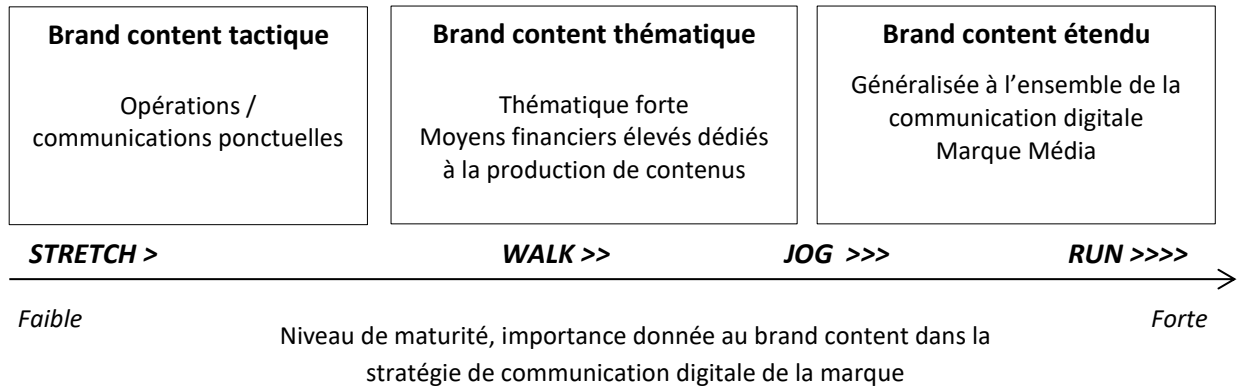 Brand content tactique
Opérations /
communications ponctuelles
Brand content thématique
Thématique forte
Moyens financiers élevés dédiés
à la production de contenus
Brand content étendu
Généralisée à l’ensemble de la
communication digitale
Marque Média
STRETCH > WALK >> JOG >>> RUN >>>>
Faible Forte
Niveau de maturité, importance donnée au brand content dans la
stratégie de communication digitale de la marque